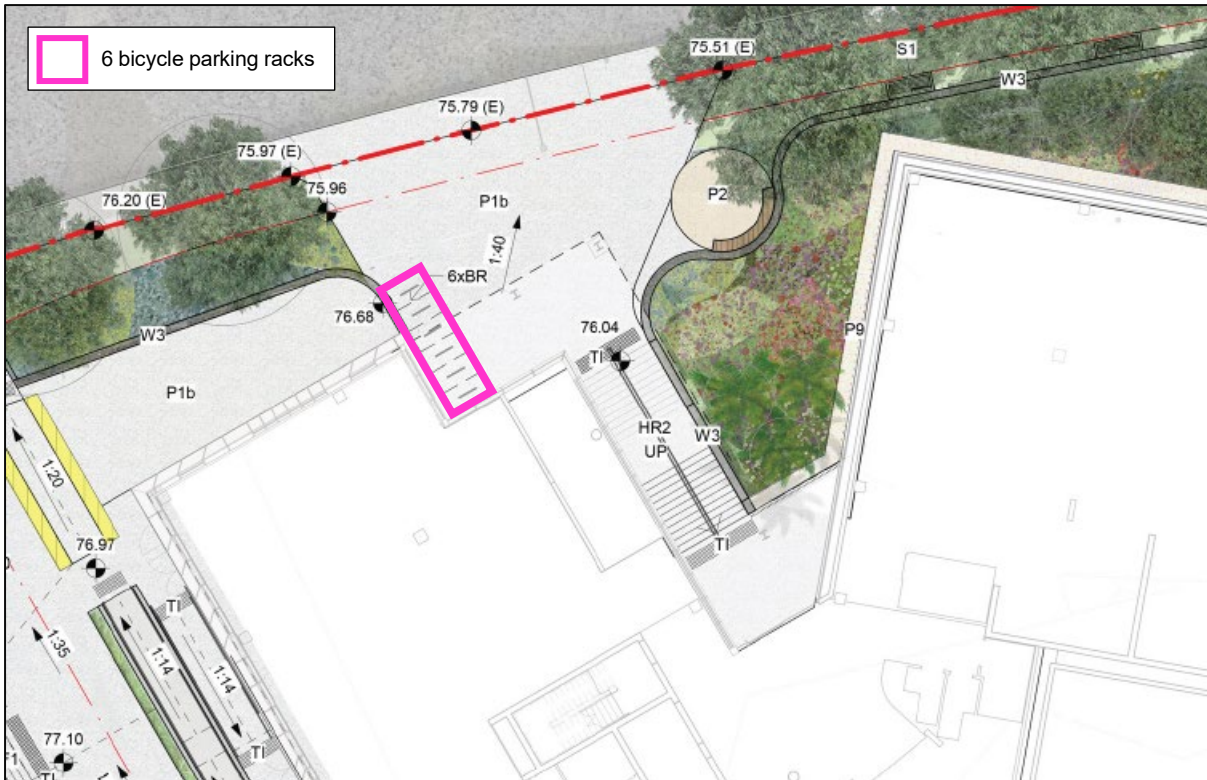 6 bicycle parking racks
75.51 (E)
S1
W3
75.79 (E)
75.97 (E)
75.96
76.20 (E)
P1b
P2
1:40
6xBR
76.68
W3
76.04
TI
P9
P1b
HR2
UP
W3
1:20
TI
76.97
TI
1:35
1:14
1:14
77.10
TI
F1
TI